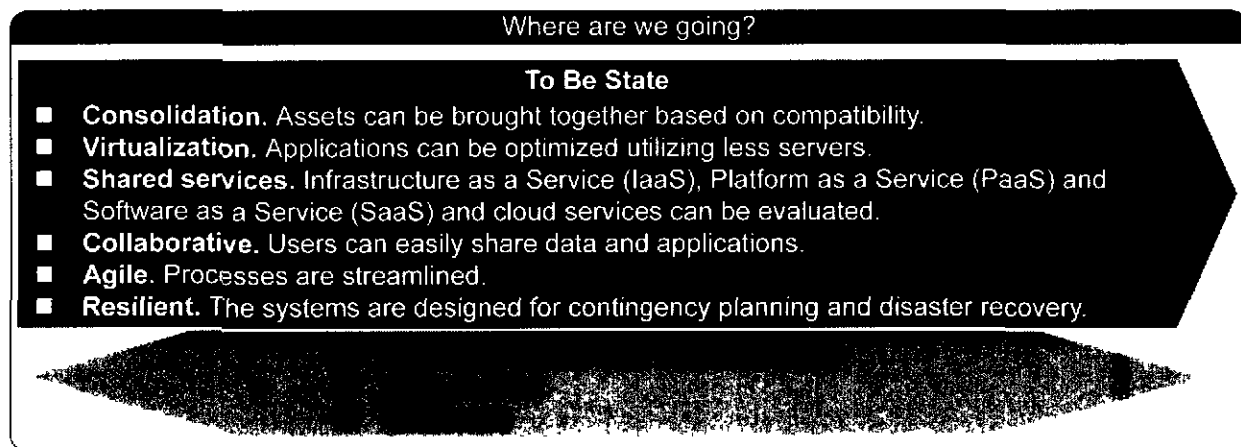 Where are we going?
To Be State
■ Consolidation. Assets can be brought together based on compatibility.
■ Virtualization. Applications can be optimized utilizing less servers.
■ Shared services. Infrastructure as a Service (IaaS), Platform as a Service (PaaS) and
Software as a Service (SaaS) and cloud services can be evaluated.
■ Collaborative. Users can easily share data and applications.
■ Agile. Processes are streamlined.
■ Resilient. The systems are designed for contingency planning and disaster recovery.